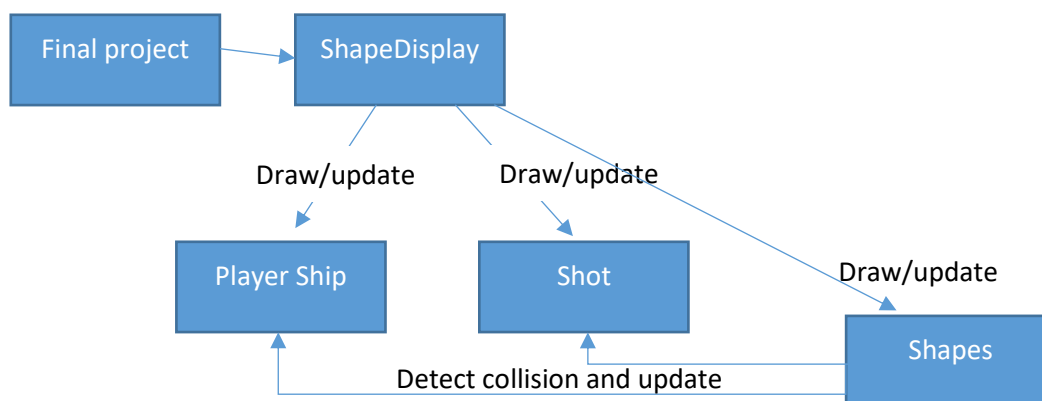 Final project
ShapeDisplay
Draw/update
Draw/update
Player Ship
Shot
Draw/update
Shapes
Detect collision and update